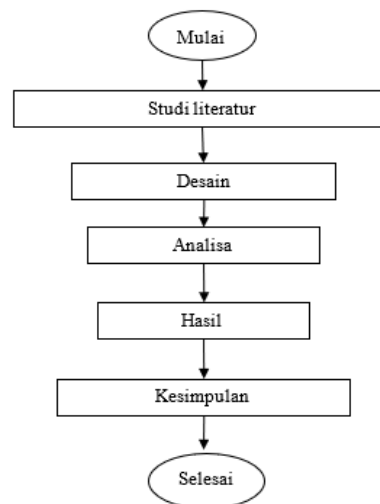 Mulai
Studi literatur
Desain
Analisa
Hasil
Kesimpulan
Selesai